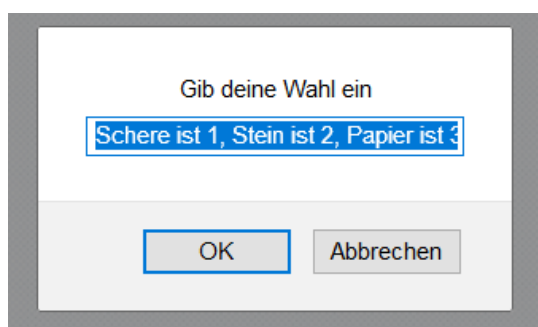 Gib deine Wahl ein
Schere ist 1, Stein ist 2, Papier ist 3
OK
Abbrechen